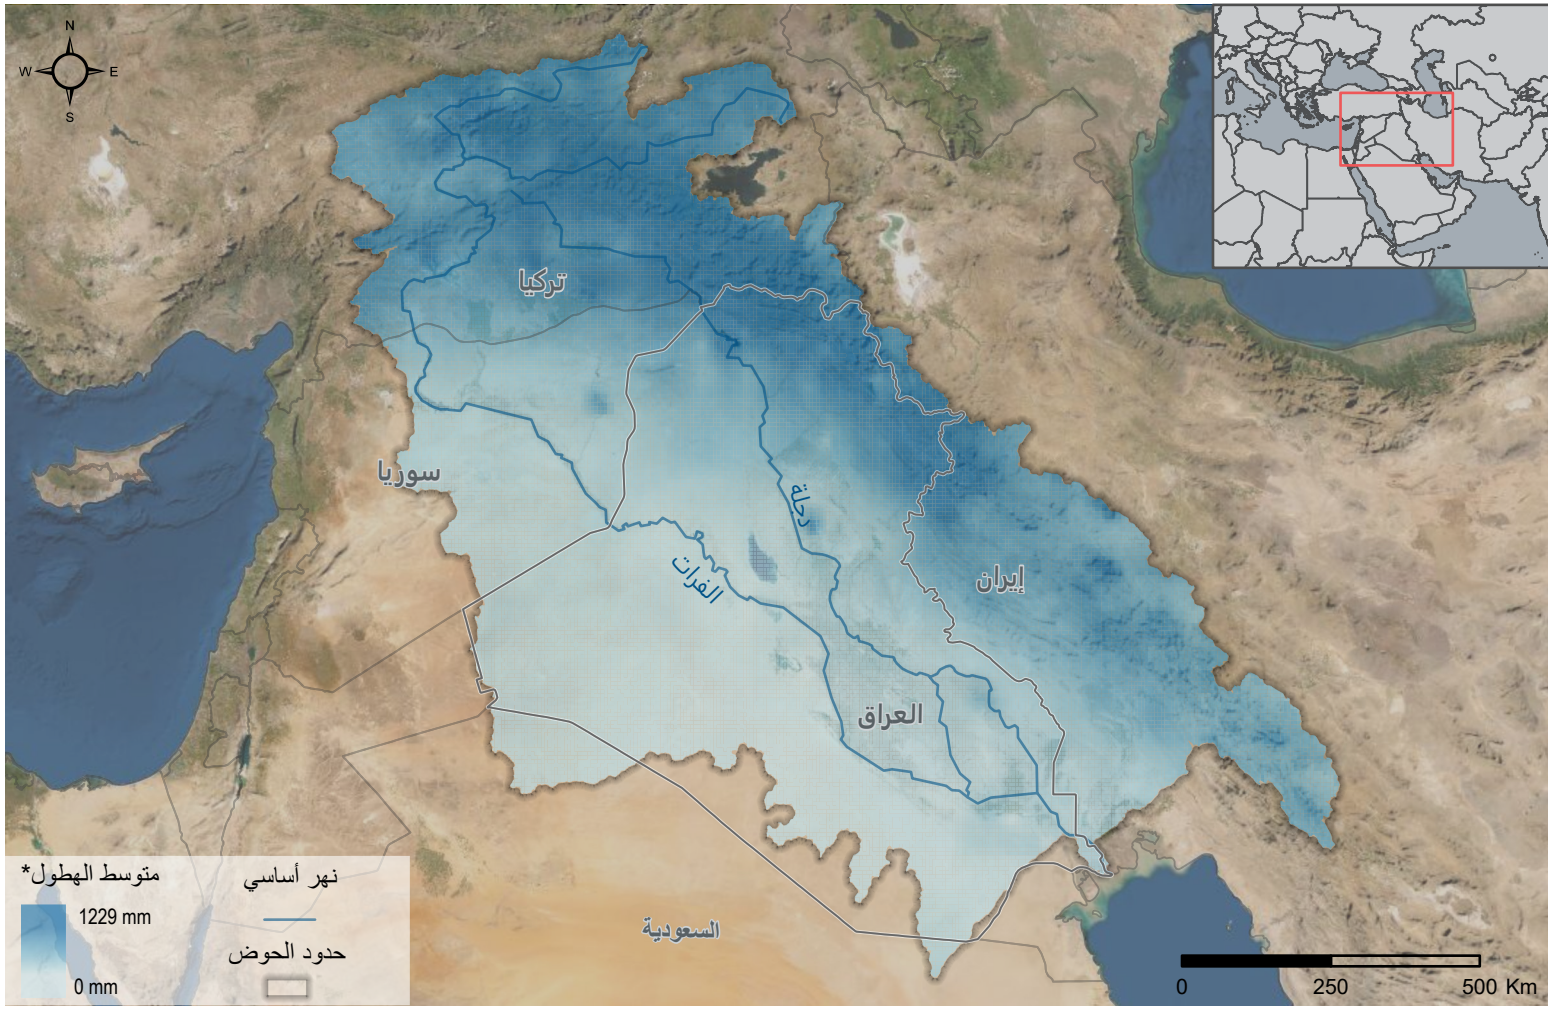 N
W E
S
تركيا
سوريا
دجلة
الفرات
إيران
العراق
السعودية
متوسط الهطول*
1229 mm
0 mm
نهر أساسي
حدود الحوض
0 250 500 Km